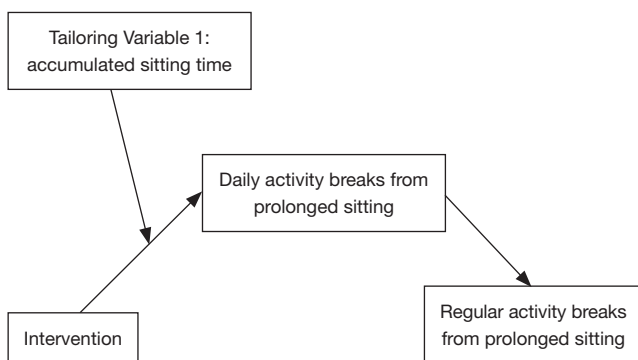 Tailoring Variable 1:
accumulated sitting time
Daily activity breaks from
prolonged sitting
Intervention
Regular activity breaks
from prolonged sitting